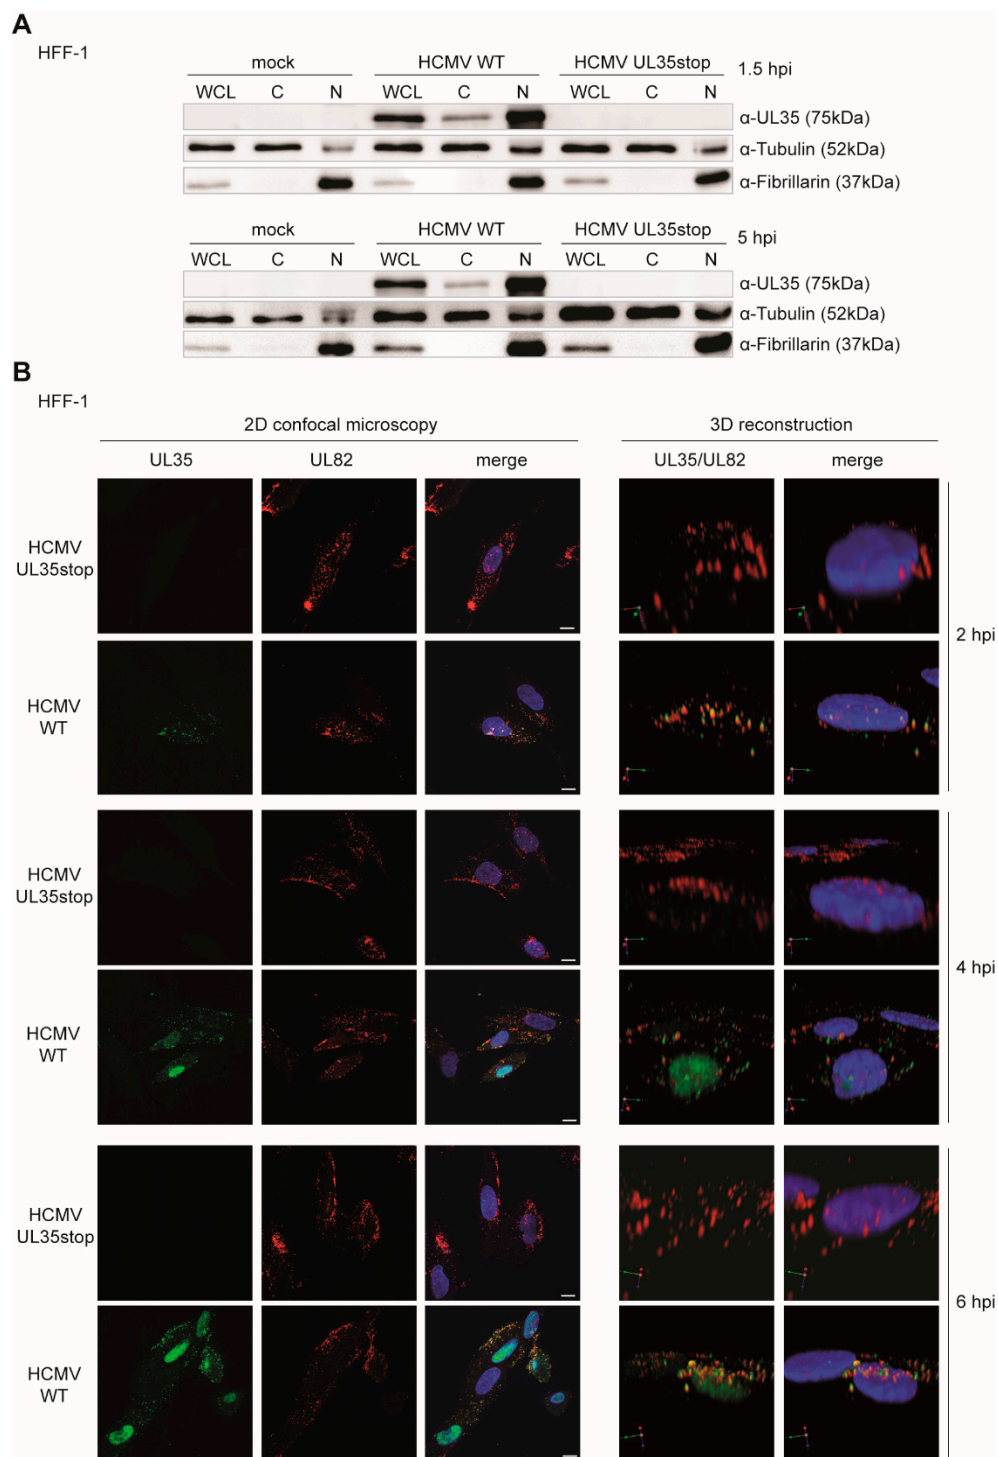 A
HFF-1
mock HCMV WT HCMV UL35stop 1.5 hpi
WCL C N WCL C N WCL C N
α-UL35 (75kDa)
α-Tubulin (52kDa)
α-Fibrillarin (37kDa)
mock HCMV WT HCMV UL35stop 5 hpi
WCL C N WCL C N WCL C N
α-UL35 (75kDa)
α-Tubulin (52kDa)
α-Fibrillarin (37kDa)
B
HFF-1
2D confocal microscopy 3D reconstruction
UL35 UL82 merge UL35/UL82 merge
HCMV
UL35stop
2 hpi
HCMV
WT
HCMV
UL35stop
4 hpi
HCMV
WT
HCMV
UL35stop
6 hpi
HCMV
WT